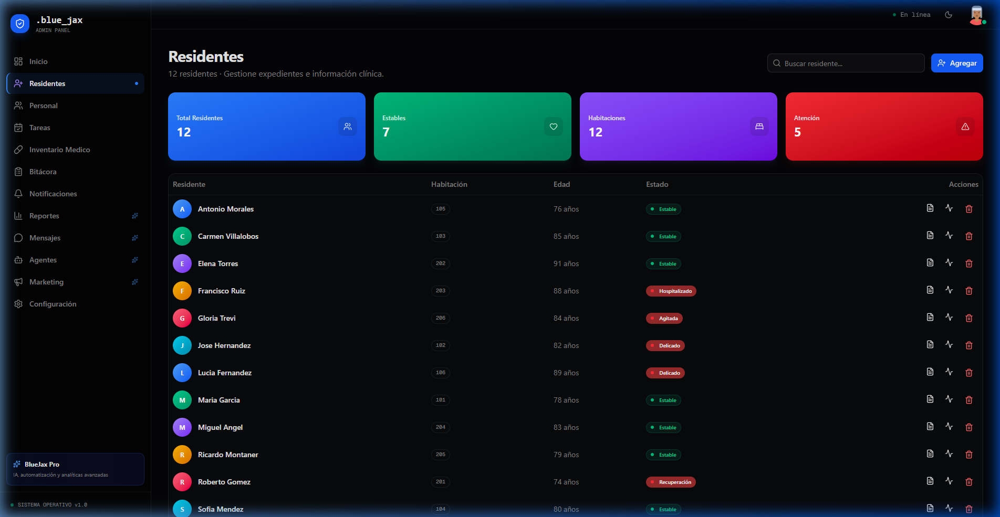 .blue_jax
ADMIN PANEL
Inicio
Residentes
Personal
Tareas
Inventario Medico
Bitácora
Notificaciones
Reportes
Mensajes
Agentes
Marketing
Configuración
BlueJax Pro
IA, automatización y analíticas avanzadas
SISTEMA OPERATIVO v1.0
En línea
Residentes
12 residentes · Gestione expedientes e información clínica.
Buscar residente...
Agregar
Total Residentes
12
Estables
7
Habitaciones
12
Atención
5
Residente Habitación Edad Estado Acciones
A Antonio Morales 105 76 años Estable
C Carmen Villalobos 103 85 años Estable
E Elena Torres 202 91 años Estable
F Francisco Ruiz 203 88 años Hospitalizado
G Gloria Trevi 206 84 años Agitada
J Jose Hernandez 102 82 años Delicado
L Lucia Fernandez 106 89 años Delicado
M Maria Garcia 101 78 años Estable
M Miguel Angel 204 83 años Estable
R Ricardo Montaner 205 79 años Estable
R Roberto Gomez 201 74 años Recuperación
S Sofia Mendez 104 80 años Estable